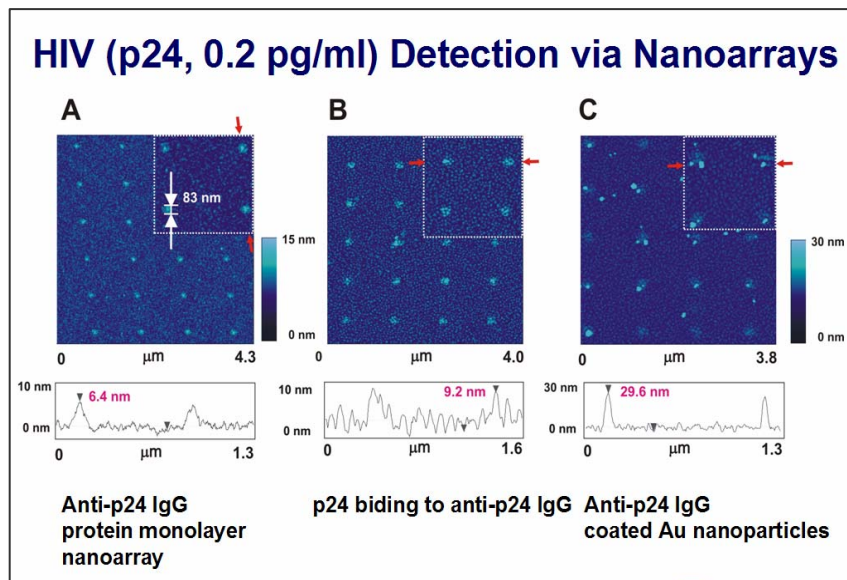 HIV (p24, 0.2 pg/ml) Detection via Nanoarrays
A
B
C
83 nm
15 nm
0 nm
30 nm
0 nm
0 μm 4.3
0 μm 4.0
0 μm 3.8
10 nm
6.4 nm
0 nm
0 μm 1.3
10 nm
9.2 nm
0 nm
0 μm 1.6
30 nm
29.6 nm
0 nm
0 μm 1.3
Anti-p24 IgG
protein monolayer
nanoarray
p24 biding to anti-p24 IgG
Anti-p24 IgG
coated Au nanoparticles